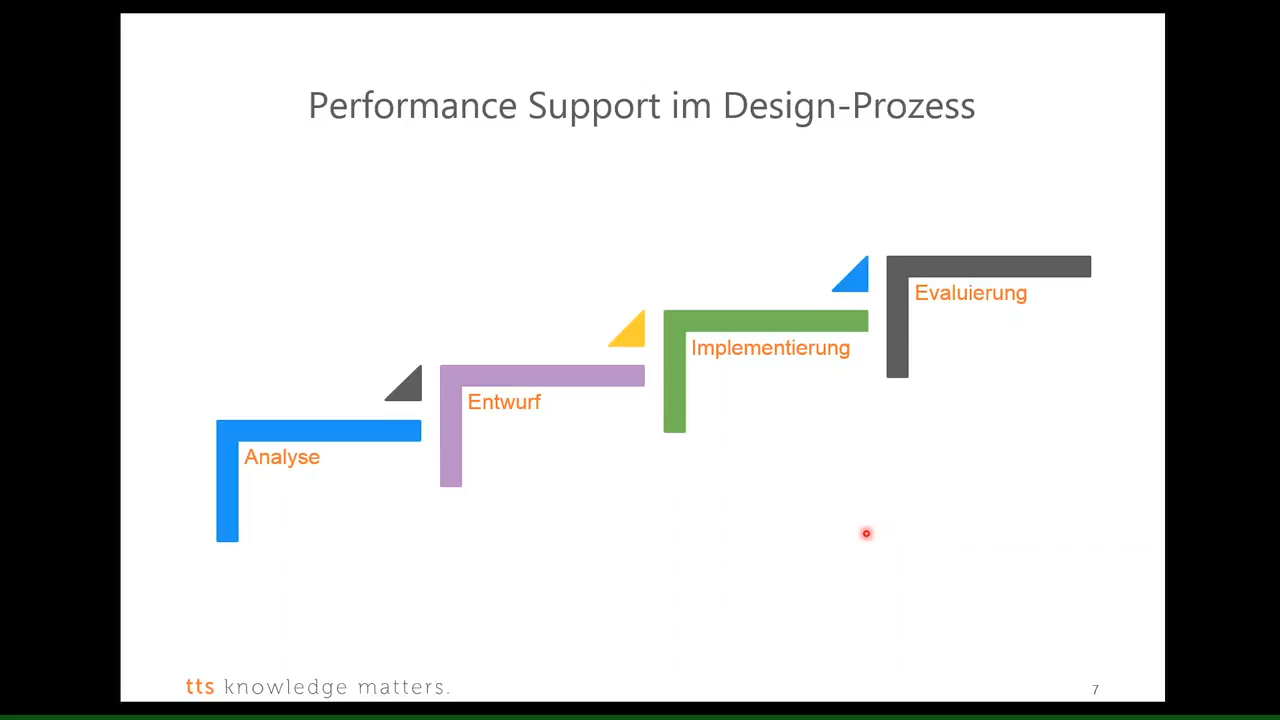 Performance Support im Design-Prozess
Evaluierung
Implementierung
Entwurf
Analyse
tts knowledge matters.
7